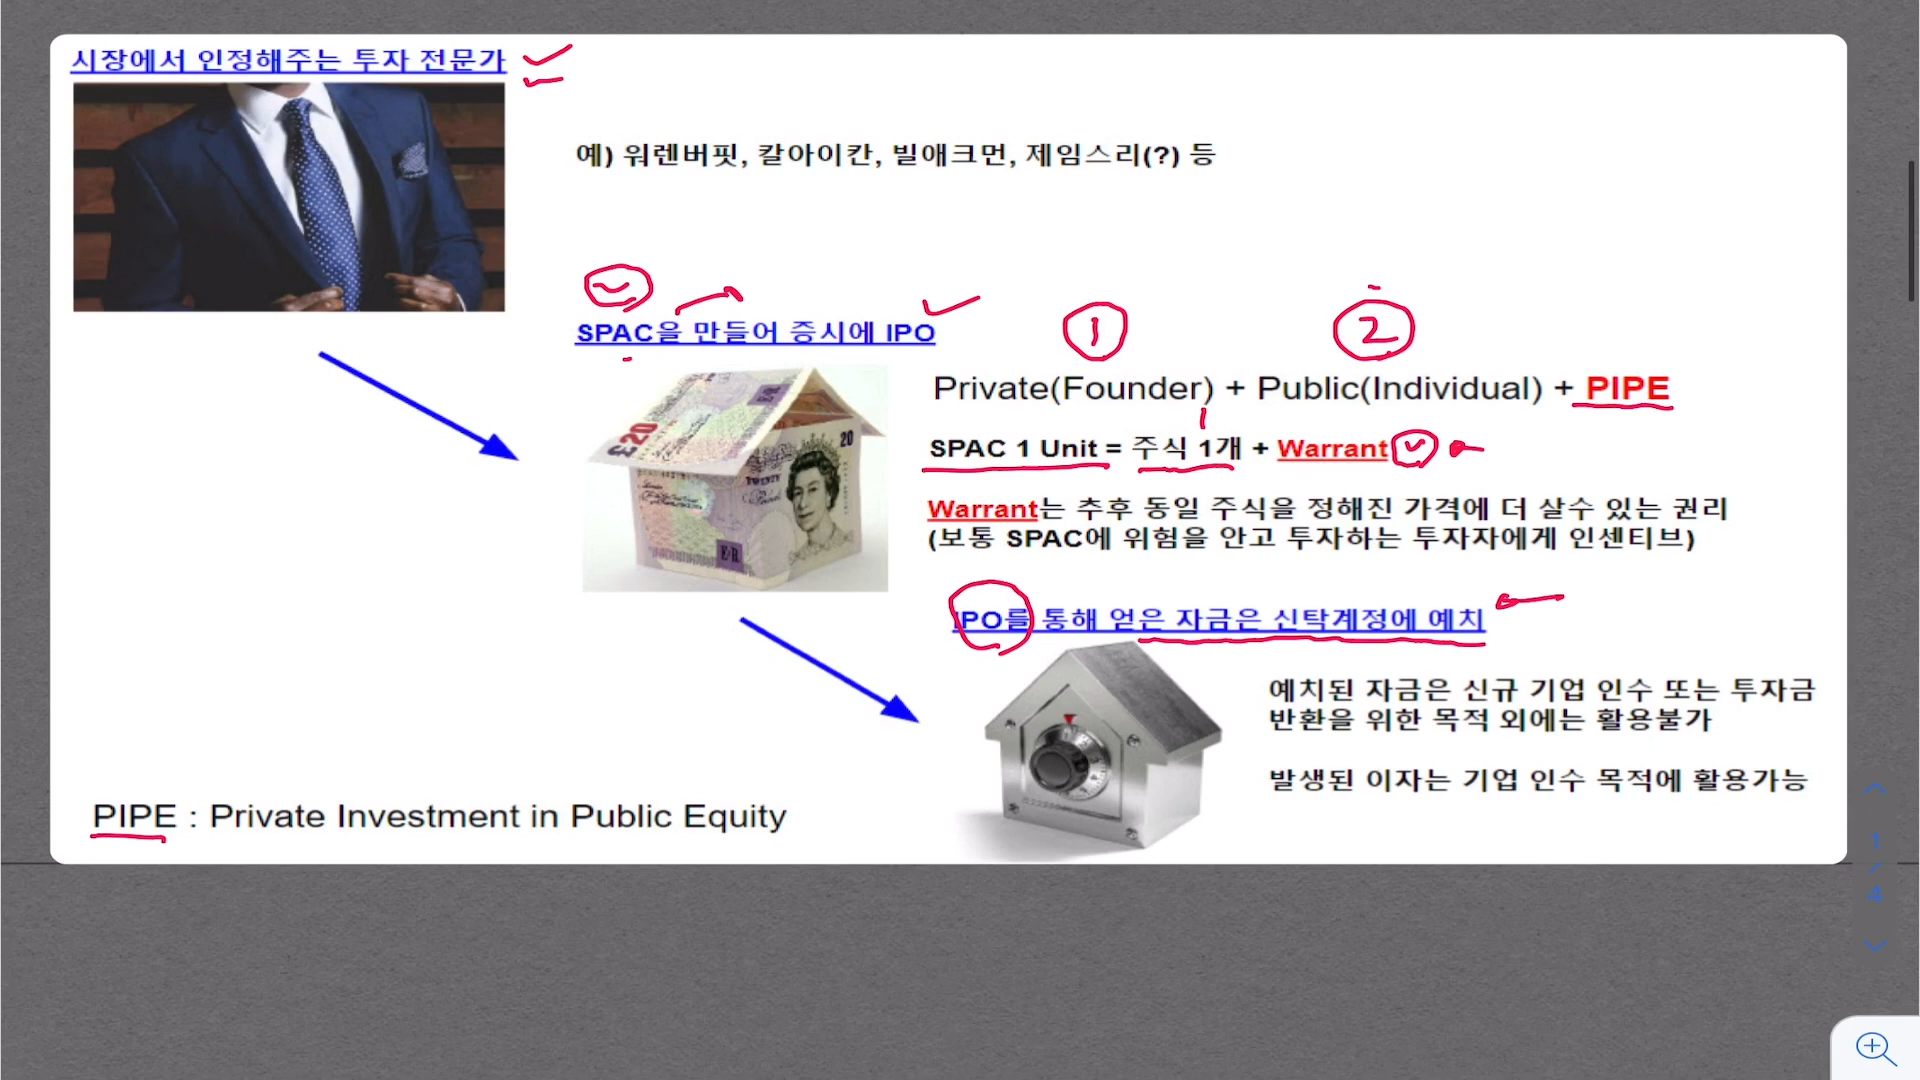 시장에서 인정해주는 투자 전문가
예) 워렌버핏, 칼아이칸, 빌애크먼, 제임스리(?) 등
SPAC을 만들어 증시에 IPO
1
2
Private(Founder) + Public(Individual) + PIPE
SPAC 1 Unit = 주식 1개 + Warrant
Warrant는 추후 동일 주식을 정해진 가격에 더 살수 있는 권리
(보통 SPAC에 위험을 안고 투자하는 투자자에게 인센티브)
£20
20
TWENTY
E·R
E·R
IPO를 통해 얻은 자금은 신탁계정에 예치
예치된 자금은 신규 기업 인수 또는 투자금
반환을 위한 목적 외에는 활용불가
발생된 이자는 기업 인수 목적에 활용가능
PIPE : Private Investment in Public Equity
1
/
4